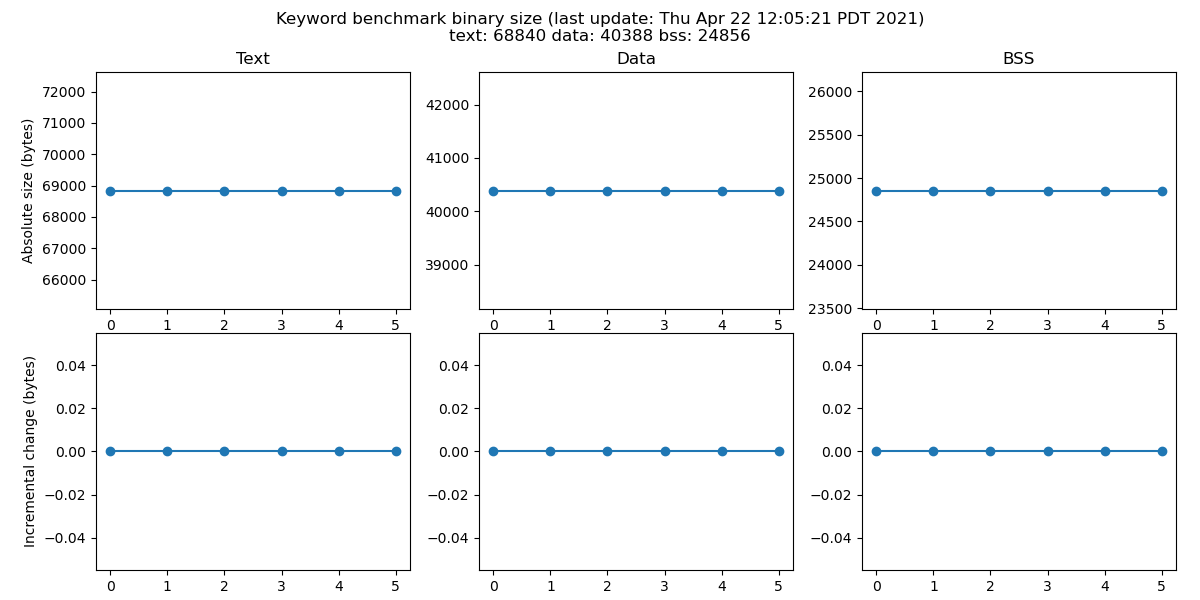 Keyword benchmark binary size (last update: Thu Apr 22 12:05:21 PDT 2021)
text: 68840 data: 40388 bss: 24856
Text
Absolute size (bytes)
72000
71000
70000
69000
68000
67000
66000
0 1 2 3 4 5
Data
42000
41000
40000
39000
0 1 2 3 4 5
BSS
26000
25500
25000
24500
24000
23500
0 1 2 3 4 5
Incremental change (bytes)
0.04
0.02
0.00
−0.02
−0.04
0 1 2 3 4 5
0.04
0.02
0.00
−0.02
−0.04
0 1 2 3 4 5
0.04
0.02
0.00
−0.02
−0.04
0 1 2 3 4 5